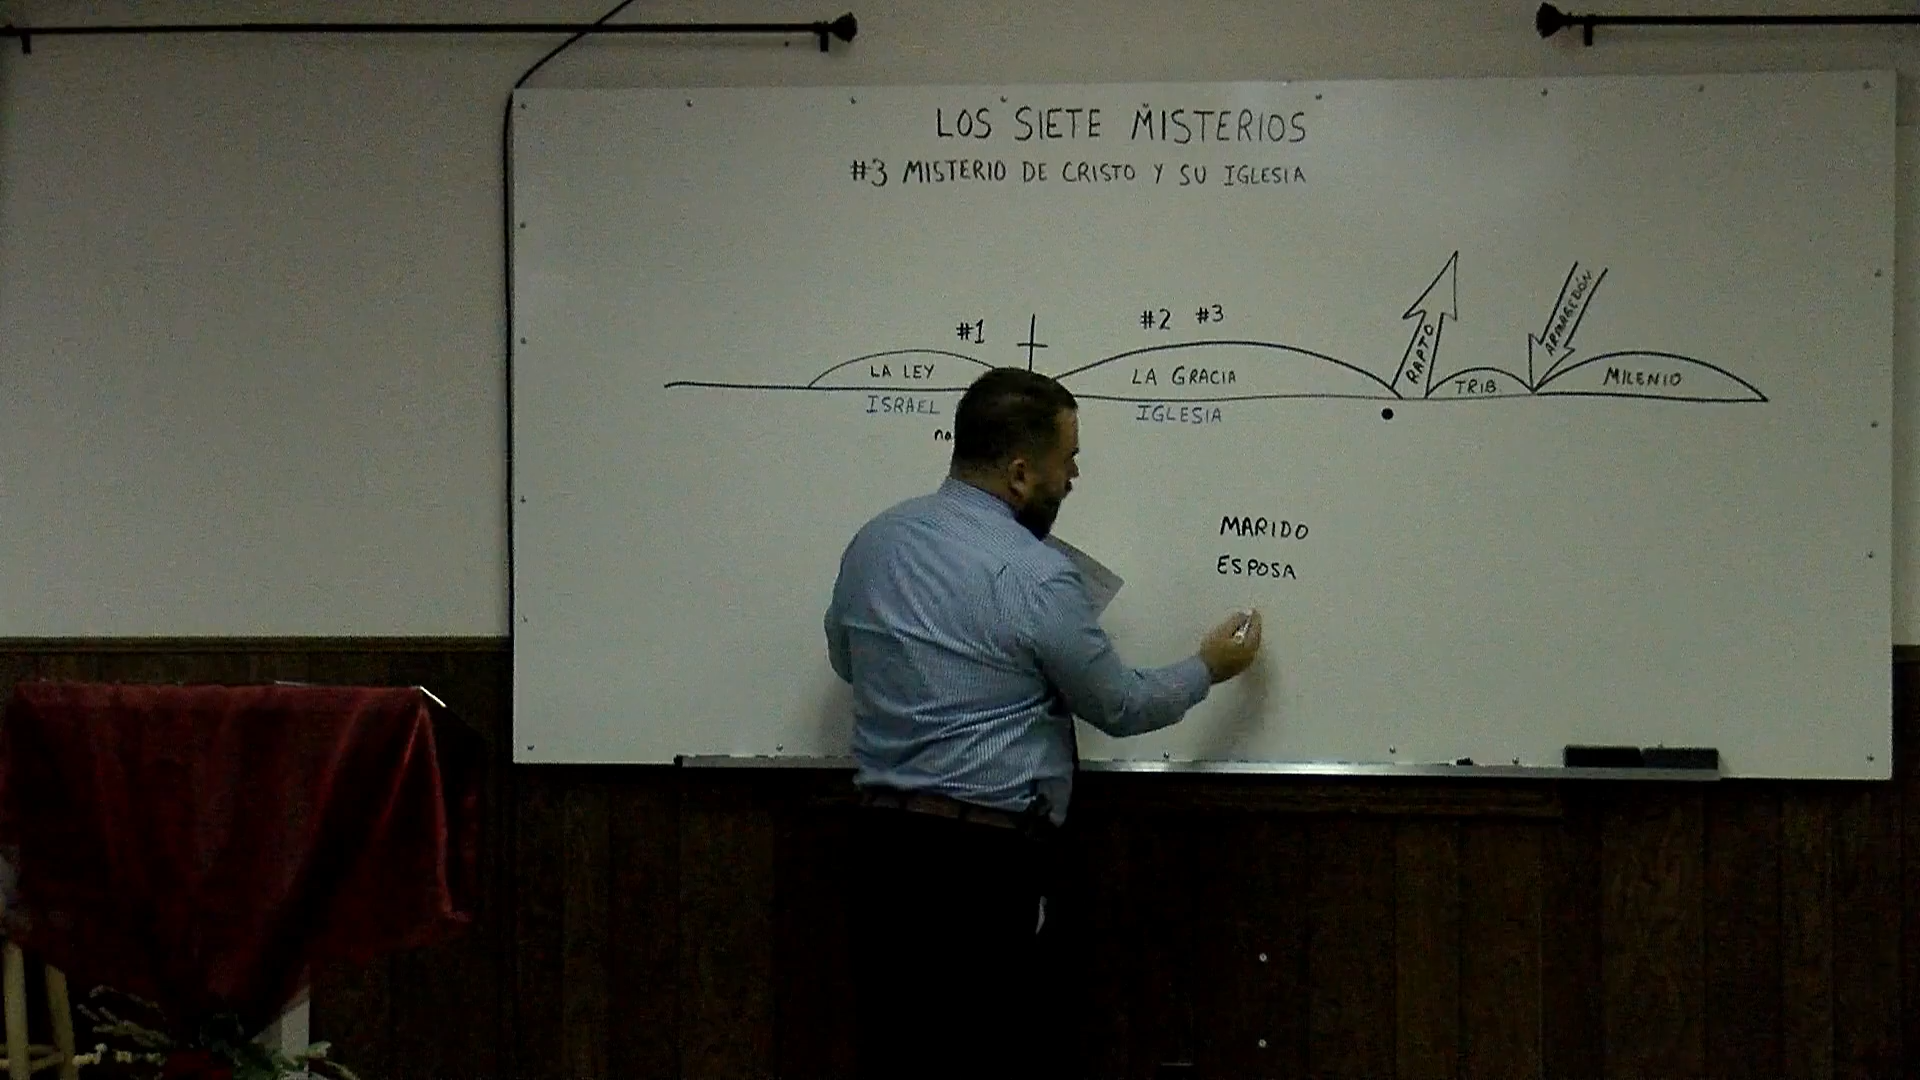 LOS SIETE MISTERIOS
#3 MISTERIO DE CRISTO Y SU IGLESIA
#1
#2 #3
RAPTO
ARMAGEDÓN
LA LEY
LA GRACIA
TRIB.
MILENIO
ISRAEL
IGLESIA
na
MARIDO
ESPOSA